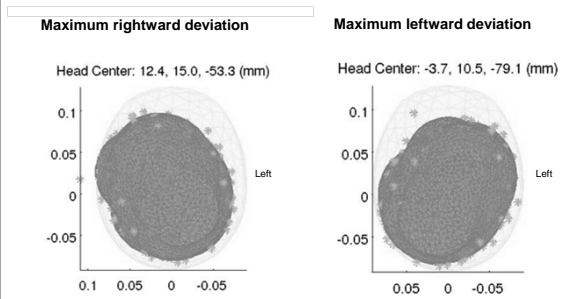 Maximum rightward deviation
Head Center: 12.4, 15.0, -53.3 (mm)
0.1
0.05
0
-0.05
0.1 0.05 0 -0.05
Left
Maximum leftward deviation
Head Center: -3.7, 10.5, -79.1 (mm)
0.1
0.05
0
-0.05
0.05 0 -0.05
Left